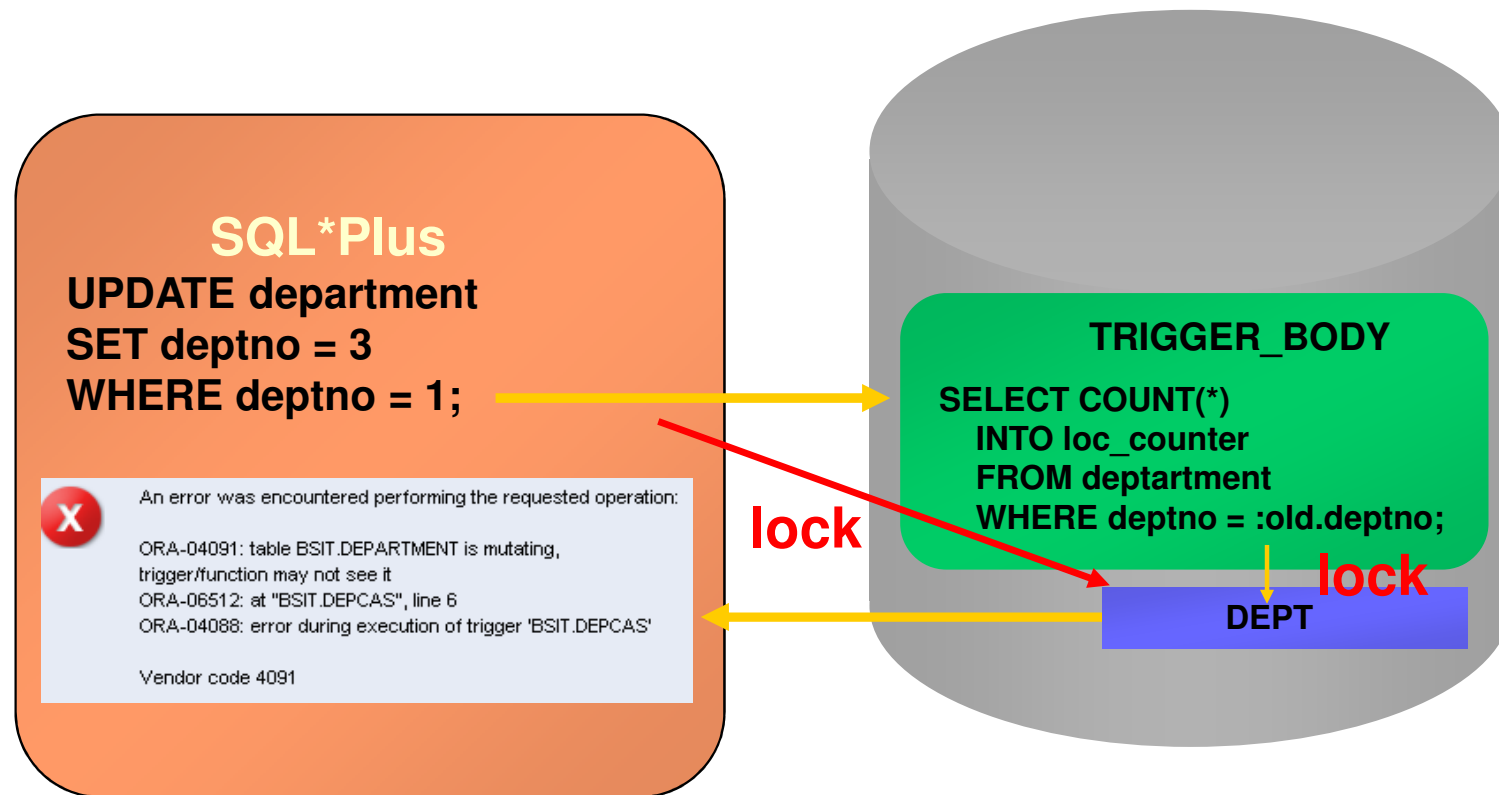 SQL*Plus
UPDATE department
SET deptno = 3
WHERE deptno = 1;
An error was encountered performing the requested operation:
ORA-04091: table BSIT.DEPARTMENT is mutating,
trigger/function may not see it
ORA-06512: at "BSIT.DEPCAS", line 6
ORA-04088: error during execution of trigger 'BSIT.DEPCAS'
Vendor code 4091
X
lock
TRIGGER_BODY
SELECT COUNT(*)
INTO loc_counter
FROM deptartment
WHERE deptno = :old.deptno;
lock
DEPT